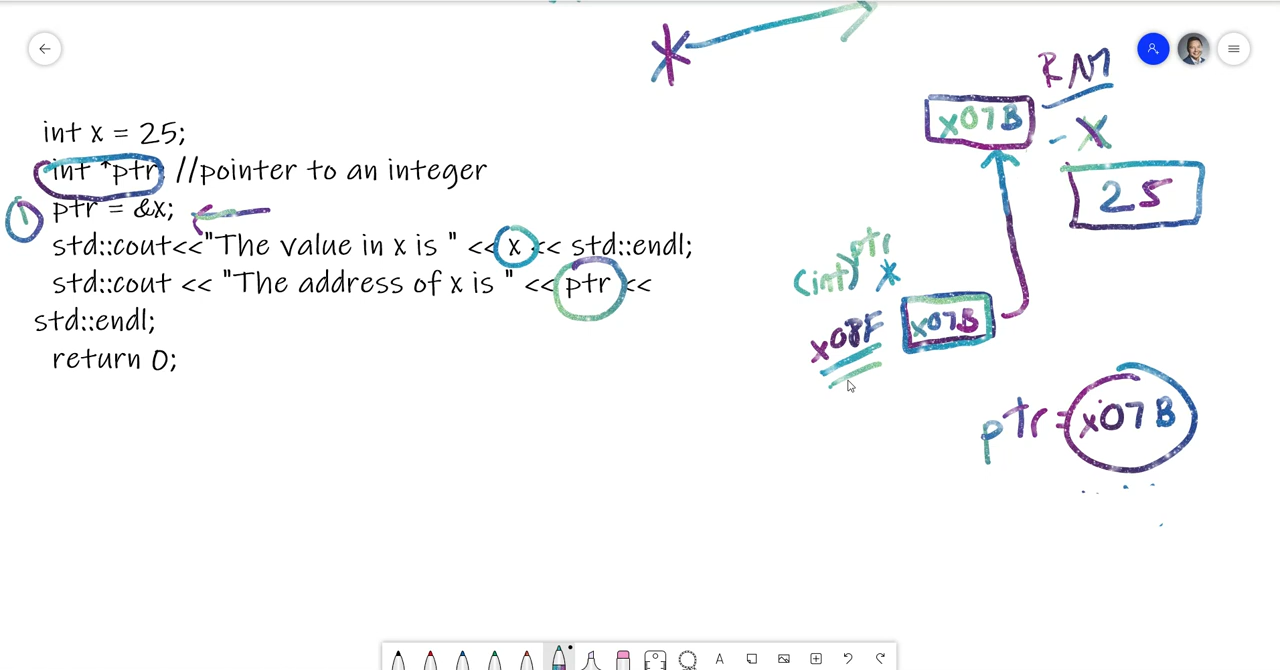 int x = 25;
int *ptr //pointer to an integer
1 ptr = &x;
std::cout<<"The value in x is " << x << std::endl;
std::cout << "The address of x is " << ptr <<
std::endl;
return 0;
*
RM
x07B
- x
25
ptr
(int) *
x08F x07B
ptr = x07B